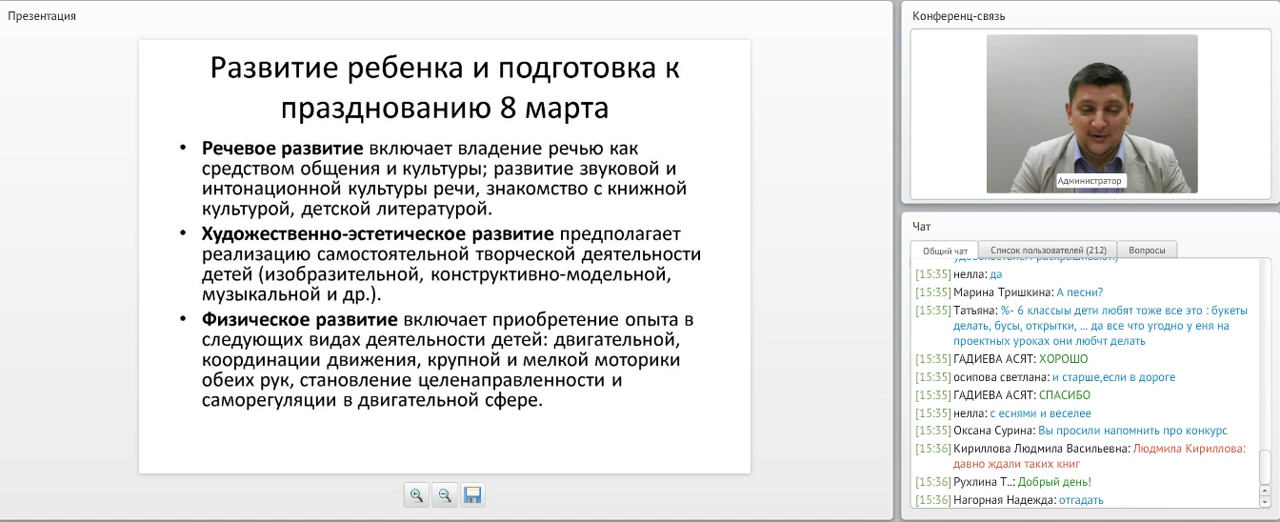 Презентация
Развитие ребенка и подготовка к
празднованию 8 марта
• Речевое развитие включает владение речью как
средством общения и культуры; развитие звуковой и
интонационной культуры речи, знакомство с книжной
культурой, детской литературой.
• Художественно-эстетическое развитие предполагает
реализацию самостоятельной творческой деятельности
детей (изобразительной, конструктивно-модельной,
музыкальной и др.).
• Физическое развитие включает приобретение опыта в
следующих видах деятельности детей: двигательной,
координации движения, крупной и мелкой моторики
обеих рук, становление целенаправленности и
саморегуляции в двигательной сфере.
Конференц-связь
Администратор
Чат
Общий чат Список пользователей (212) Вопросы
[15:35] нелла: да
[15:35] Марина Тришкина: А песни?
[15:35] Татьяна: %- 6 классыы дети любят тоже все это : букеты
делать, бусы, открытки, ... да все что угодно у еня на
проектных уроках они любчт делать
[15:35] ГАДИЕВА АСЯТ: ХОРОШО
[15:35] осипова светлана: и старше,если в дороге
[15:35] ГАДИЕВА АСЯТ: СПАСИБО
[15:35] нелла: с еснями и веселее
[15:35] Оксана Сурина: Вы просили напомнить про конкурс
[15:36] Кириллова Людмила Васильевна: Людмила Кириллова:
давно ждали таких книг
[15:36] Рухлина Т..: Добрый день!
[15:36] Нагорная Надежда: отгадать